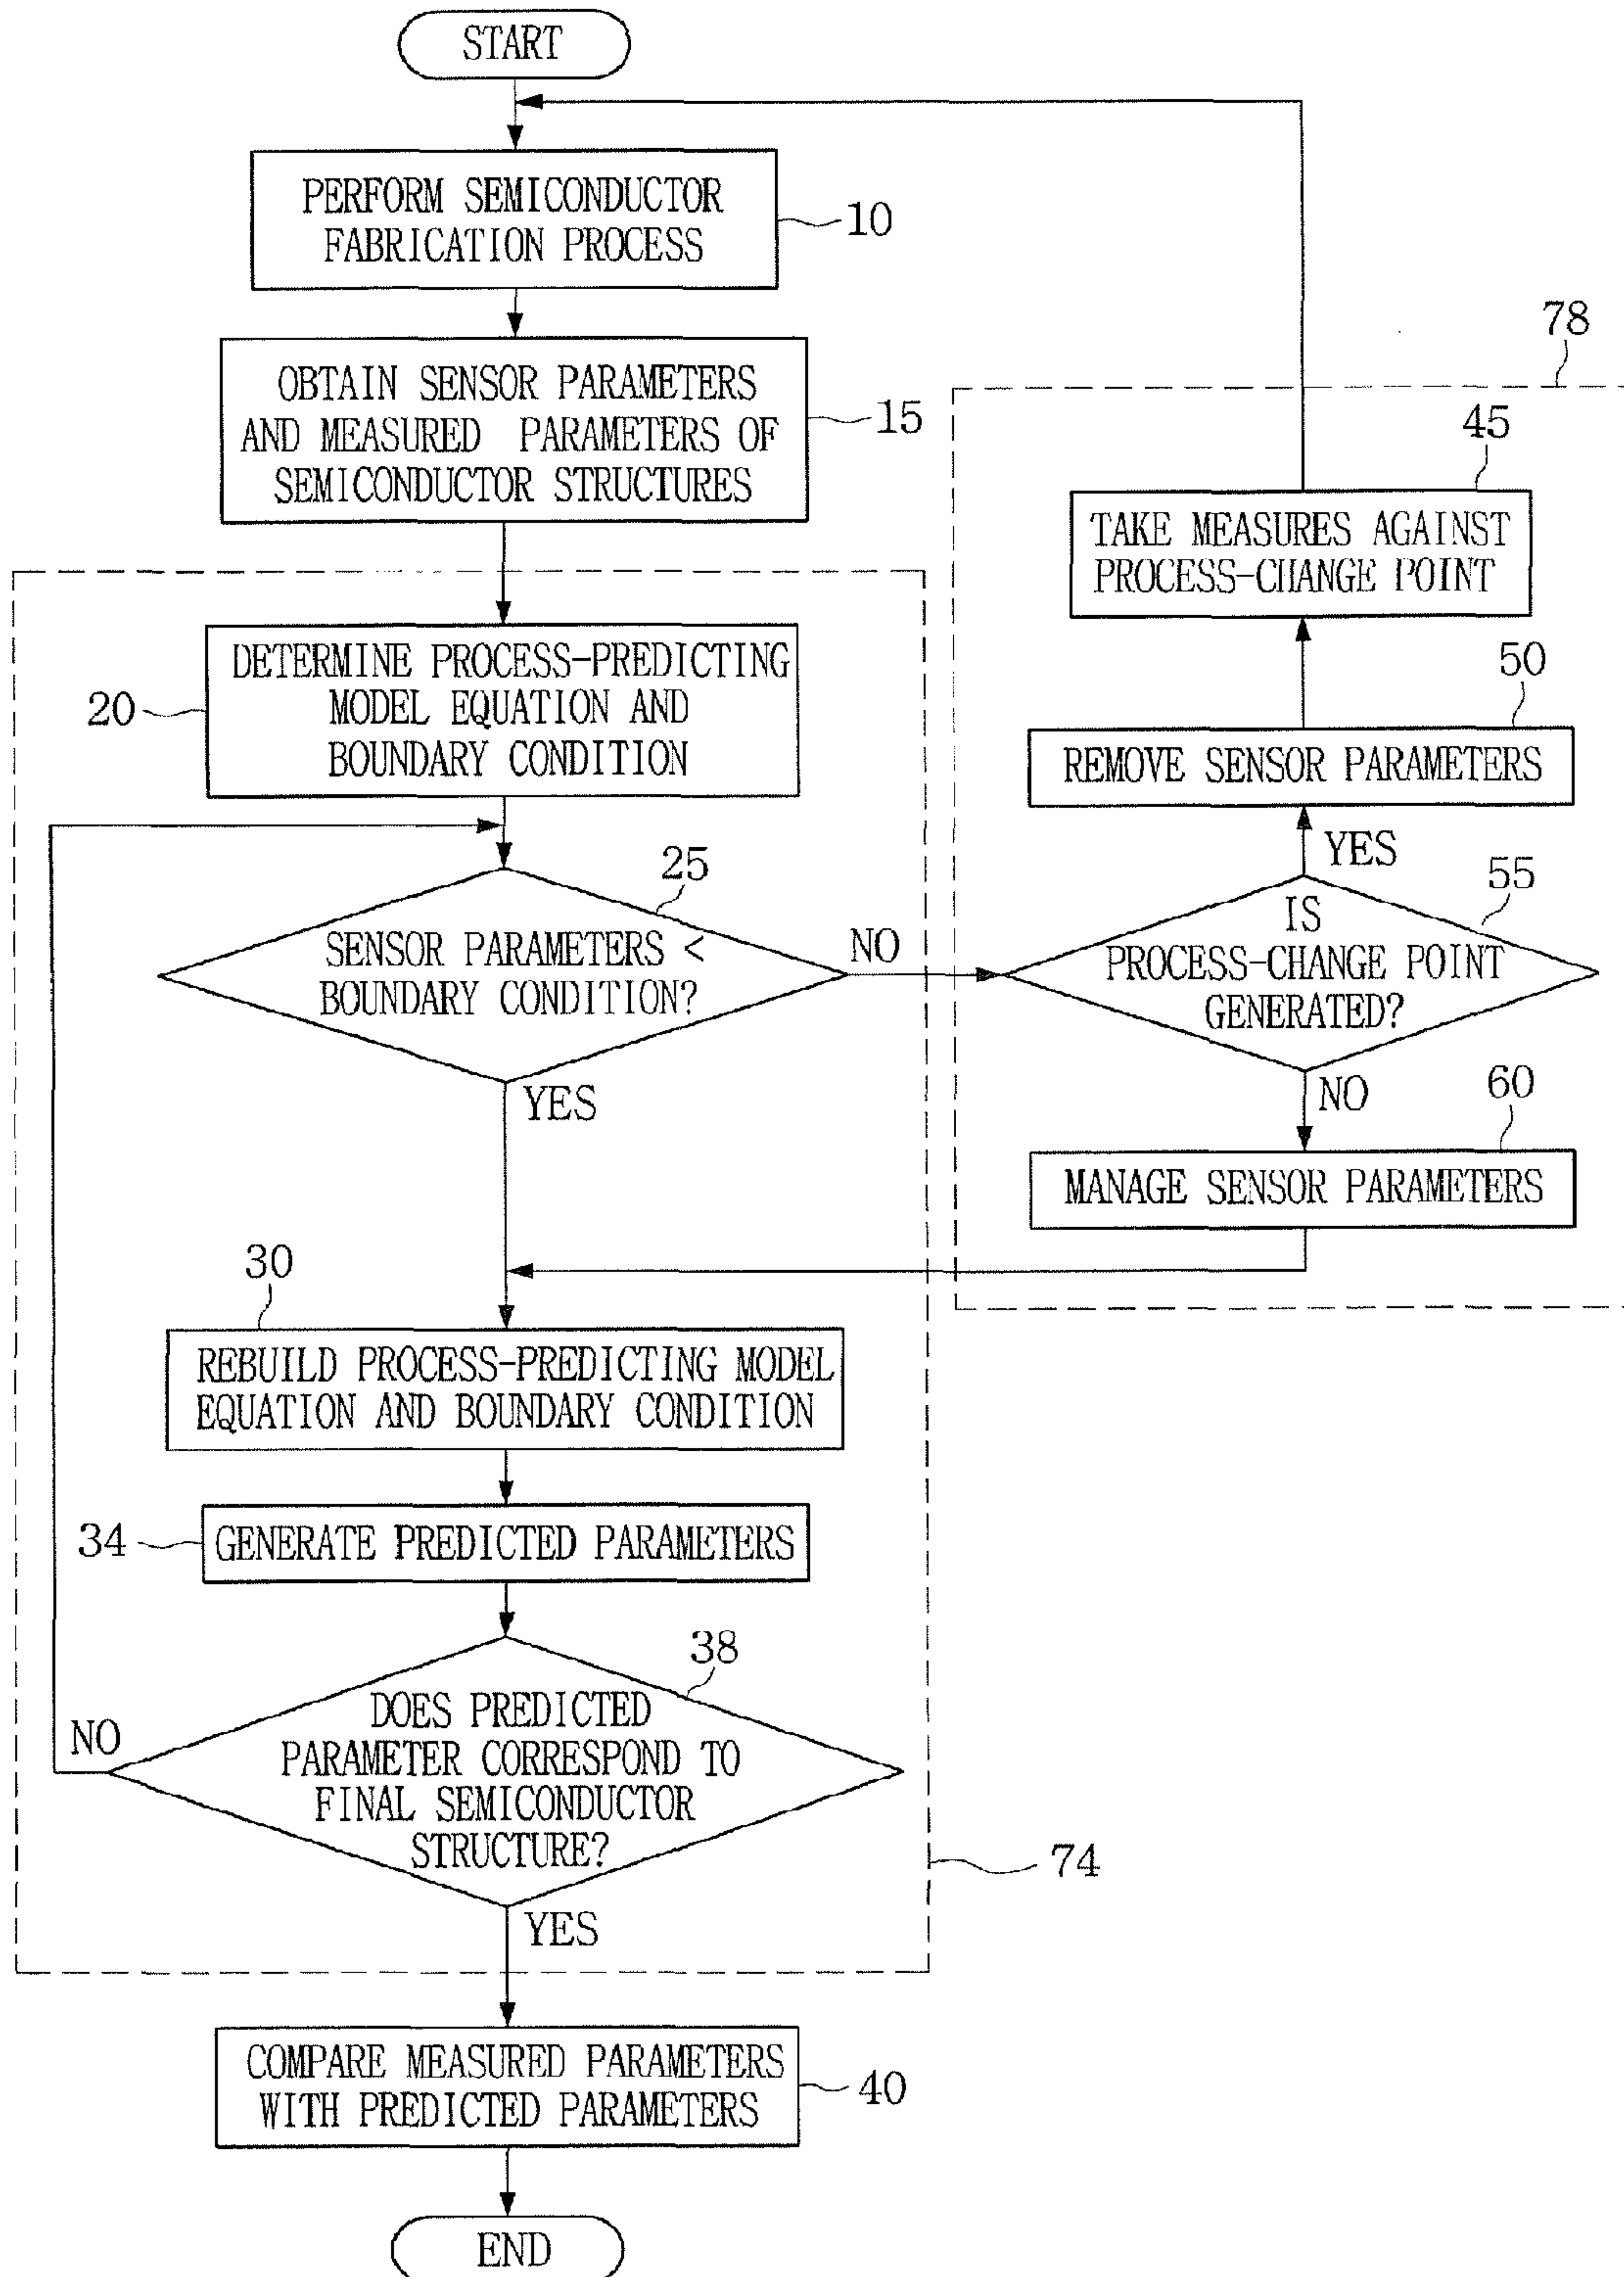 START
PERFORM SEMICONDUCTOR
FABRICATION PROCESS
10
OBTAIN SENSOR PARAMETERS
AND MEASURED PARAMETERS OF
SEMICONDUCTOR STRUCTURES
15
78
45
TAKE MEASURES AGAINST
PROCESS-CHANGE POINT
50
REMOVE SENSOR PARAMETERS
YES
55
IS
PROCESS-CHANGE POINT
GENERATED?
NO
60
MANAGE SENSOR PARAMETERS
20
DETERMINE PROCESS-PREDICTING
MODEL EQUATION AND
BOUNDARY CONDITION
25
SENSOR PARAMETERS <
BOUNDARY CONDITION?
NO
YES
30
REBUILD PROCESS-PREDICTING MODEL
EQUATION AND BOUNDARY CONDITION
34
GENERATE PREDICTED PARAMETERS
38
DOES PREDICTED
PARAMETER CORRESPOND TO
FINAL SEMICONDUCTOR
STRUCTURE?
NO
74
YES
COMPARE MEASURED PARAMETERS
WITH PREDICTED PARAMETERS
40
END